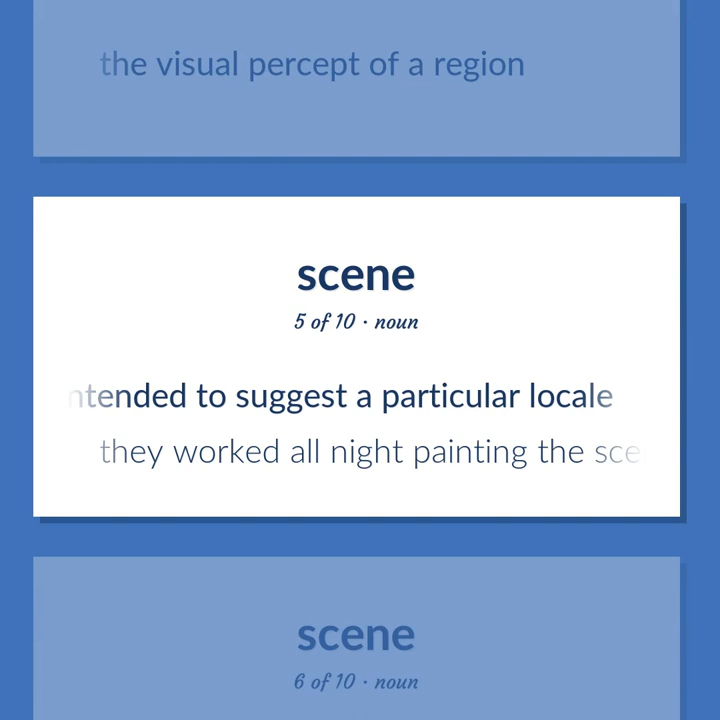 the visual percept of a region
scene
5 of 10 · noun
ntended to suggest a particular locale
they worked all night painting the sce
scene
6 of 10 · noun